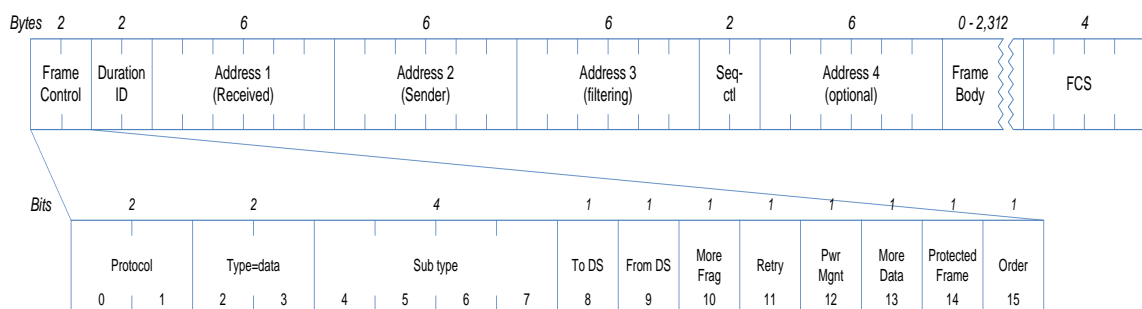 Bytes 2 2 6 6 6 2 6 0 - 2,312 4
Frame Control Duration ID Address 1 (Received) Address 2 (Sender) Address 3 (filtering) Seq-ctl Address 4 (optional) Frame Body FCS
Bits 2 2 4 1 1 1 1 1 1 1 1
Protocol Type=data Sub type To DS From DS More Frag Retry Pwr Mgnt More Data Protected Frame Order
0 1 2 3 4 5 6 7 8 9 10 11 12 13 14 15